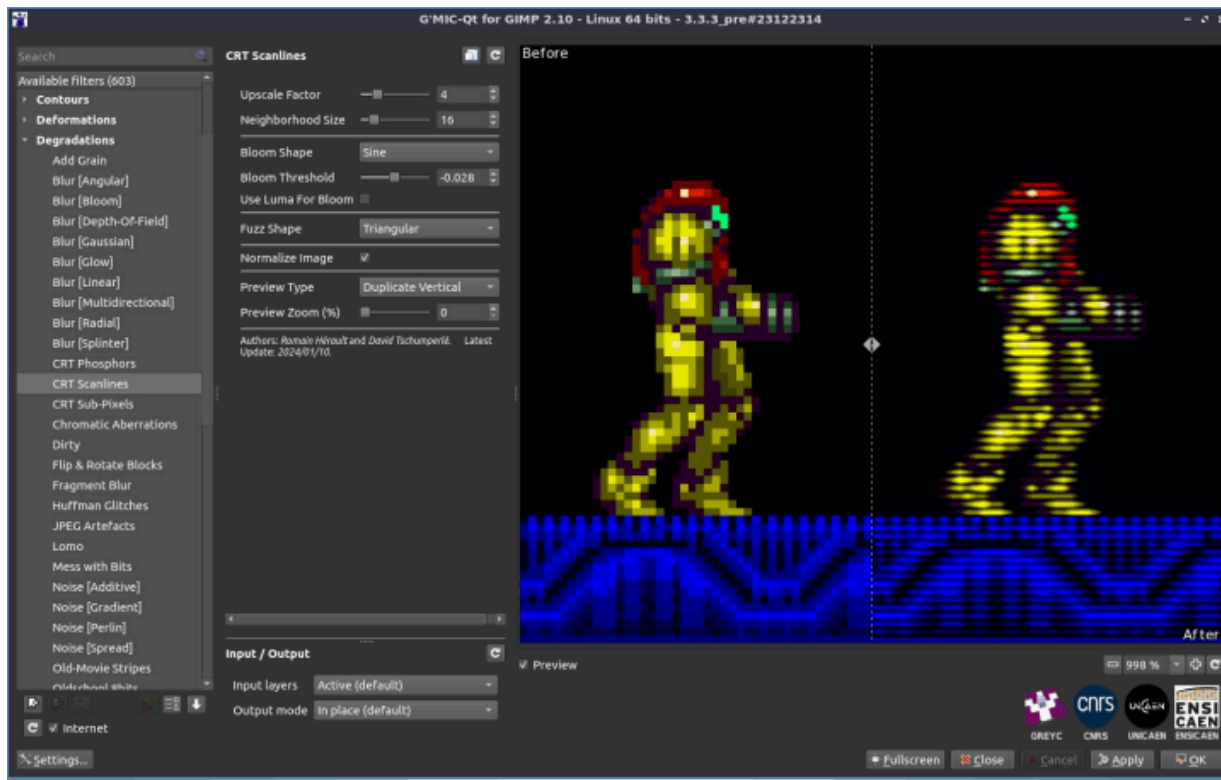 G'MIC-Qt for GIMP 2.10 - Linux 64 bits - 3.3.3_pre#23122314
Search
Available filters (603)
Contours
Deformations
Degradations
Add Grain
Blur [Angular]
Blur [Bloom]
Blur [Depth-Of-Field]
Blur [Gaussian]
Blur [Glow]
Blur [Linear]
Blur [Multidirectional]
Blur [Radial]
Blur [Splinter]
CRT Phosphors
CRT Scanlines
CRT Sub-Pixels
Chromatic Aberrations
Dirty
Flip & Rotate Blocks
Fragment Blur
Huffman Glitches
JPEG Artefacts
Lomo
Mess with Bits
Noise [Additive]
Noise [Gradient]
Noise [Perlin]
Noise [Spread]
Old-Movie Stripes
Oldschool 8bits
Internet
Settings...
CRT Scanlines
Upscale Factor 4
Neighborhood Size 16
Bloom Shape Sine
Bloom Threshold -0.028
Use Luma For Bloom
Fuzz Shape Triangular
Normalize Image
Preview Type Duplicate Vertical
Preview Zoom (%) 0
Authors: Romain Hérault and David Tschumperlé. Latest
Update: 2024/01/10.
Input / Output
Input layers Active (default)
Output mode In place (default)
Before
After
Preview
998 %
GREYC
CNRS
CNRS
UNICAEN
UNICAEN
ENSI
CAEN
ENSICAEN
Fullscreen
Close
Cancel
Apply
OK